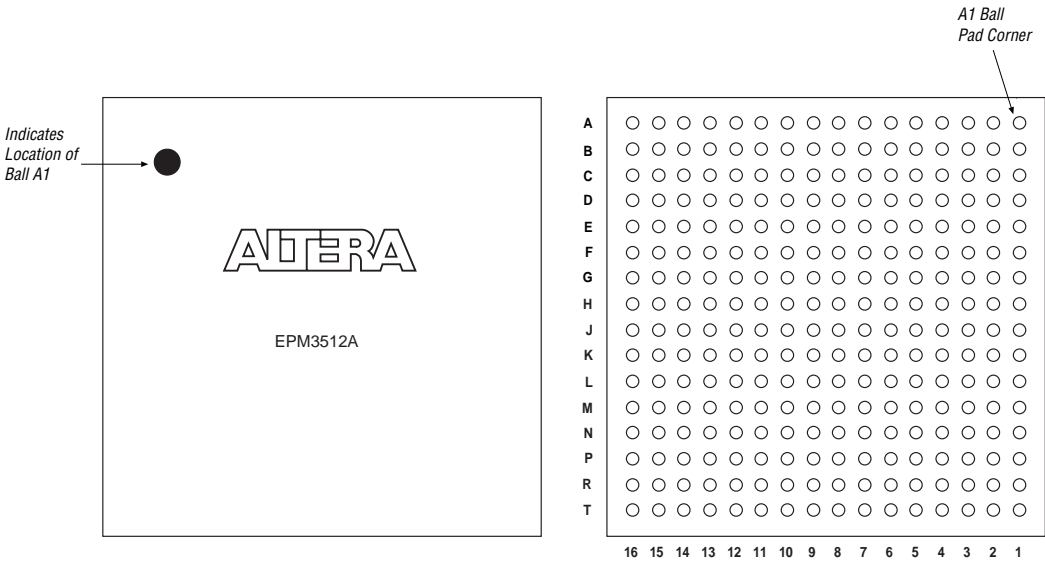 A1 Ball
Pad Corner
Indicates
Location of
Ball A1
ALTERA
EPM3512A
A
B
C
D
E
F
G
H
J
K
L
M
N
P
R
T
16 15 14 13 12 11 10 9 8 7 6 5 4 3 2 1